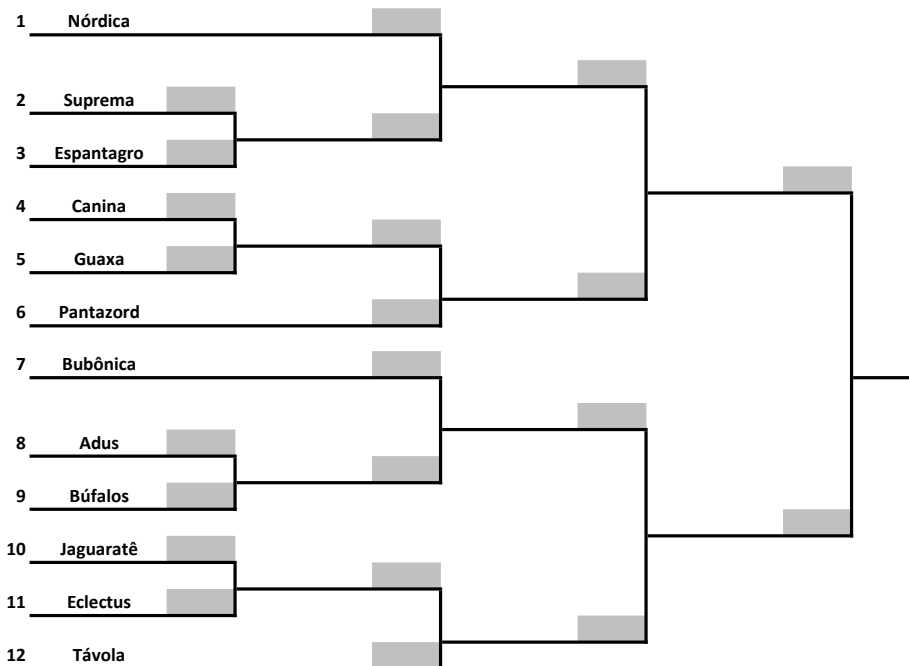 1 Nórdica
2 Suprema
3 Espantagro
4 Canina
5 Guaxa
6 Pantazord
7 Bubônica
8 Adus
9 Búfalos
10 Jaguaratê
11 Eclectus
12 Távola